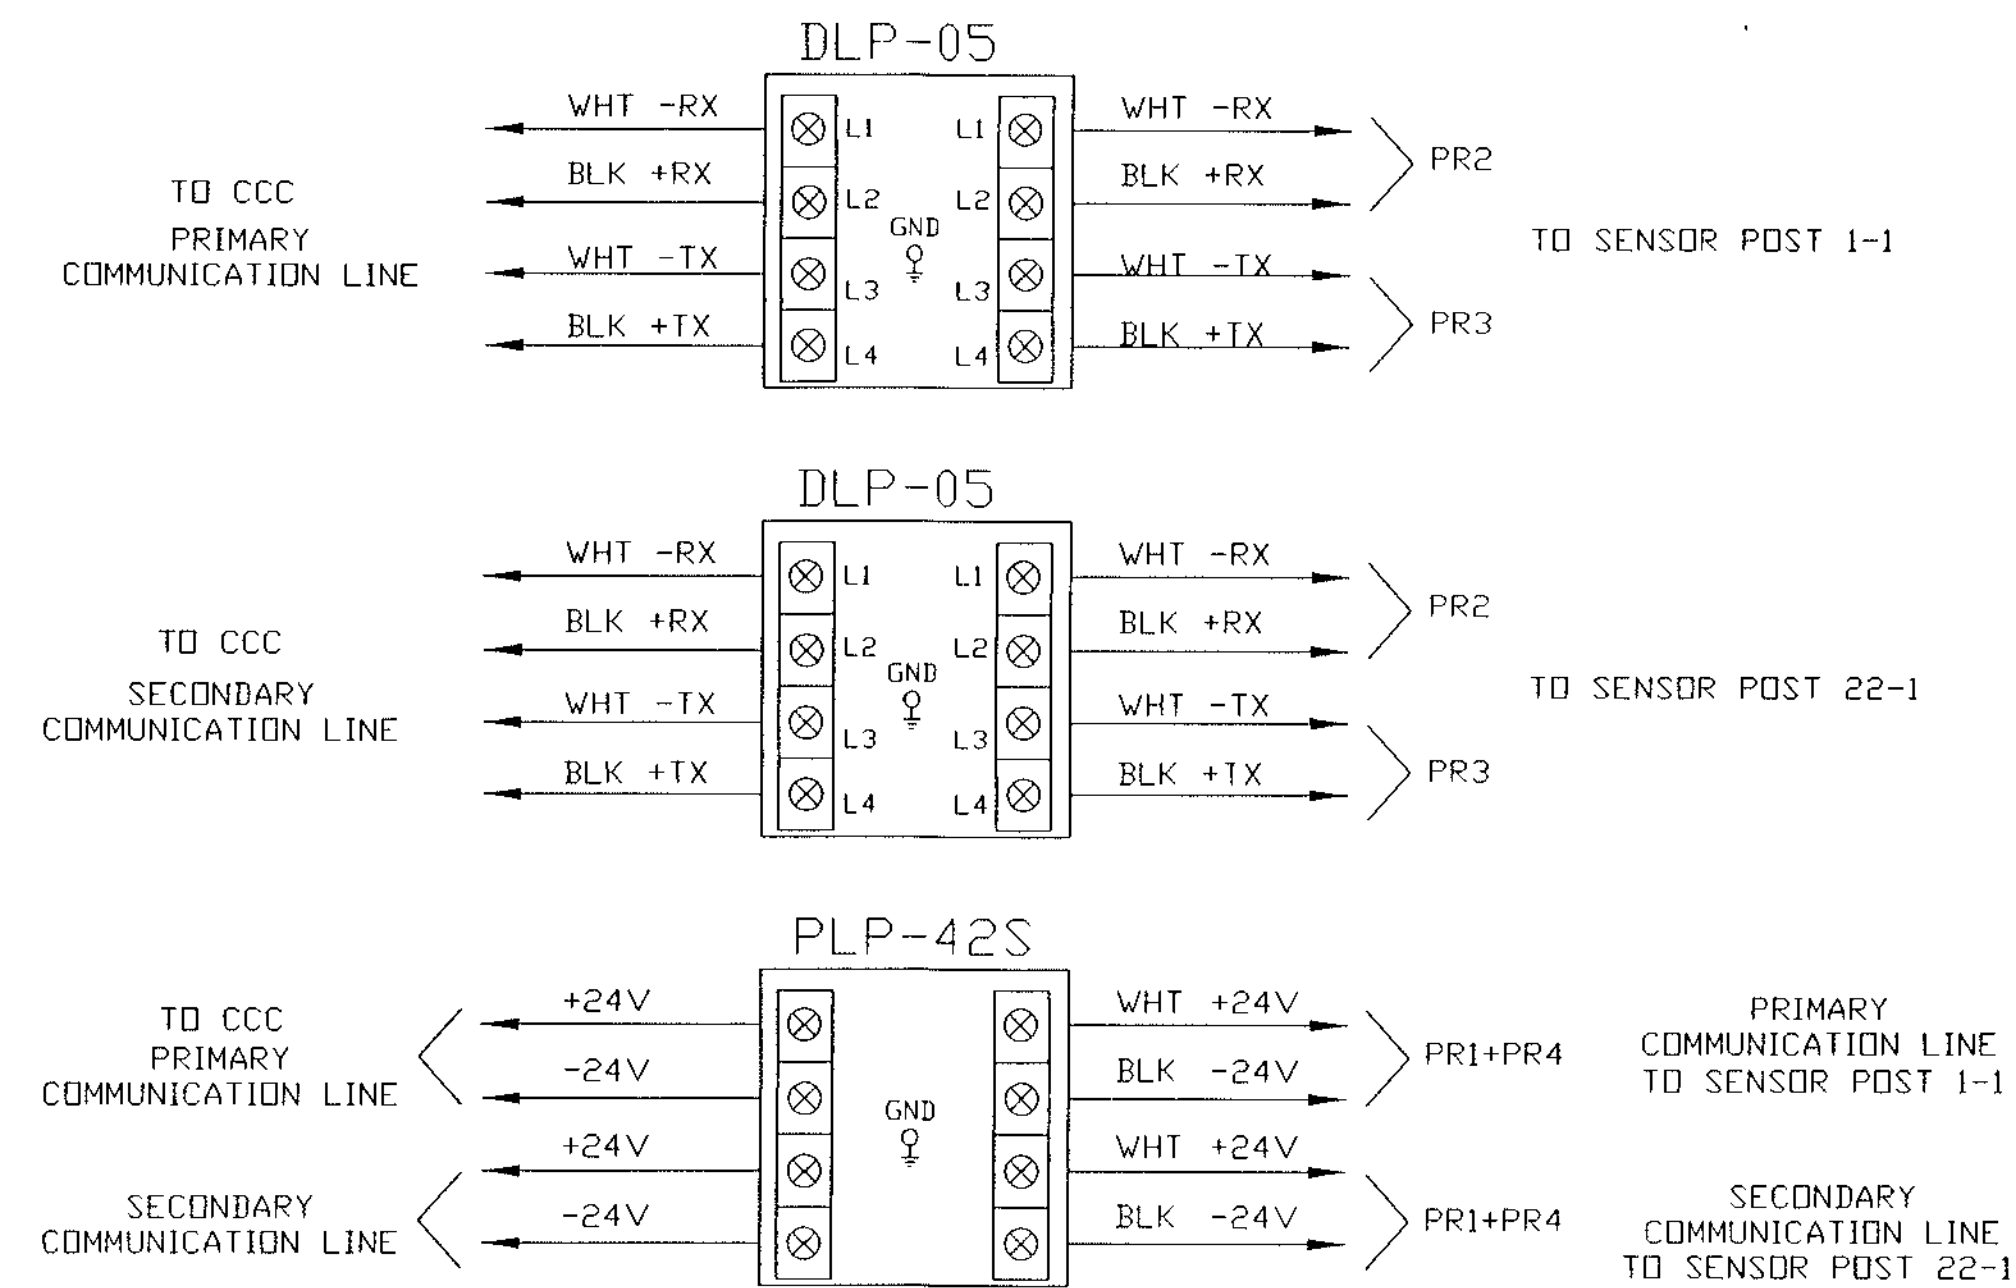 DLP-05
WHT -RX
L1
L1
WHT -RX
BLK +RX
L2
L2
BLK +RX
PR2
TO CCC
PRIMARY
COMMUNICATION LINE
GND
WHT -TX
L3
L3
WHT -TX
BLK +TX
L4
L4
BLK +TX
PR3
TO SENSOR POST 1-1
DLP-05
WHT -RX
L1
L1
WHT -RX
BLK +RX
L2
L2
BLK +RX
PR2
TO CCC
SECONDARY
COMMUNICATION LINE
GND
WHT -TX
L3
L3
WHT -TX
BLK +TX
L4
L4
BLK +TX
PR3
TO SENSOR POST 22-1
PLP-42S
TO CCC
PRIMARY
COMMUNICATION LINE
+24V
-24V
WHT +24V
BLK -24V
PR1+PR4
PRIMARY
COMMUNICATION LINE
TO SENSOR POST 1-1
GND
SECONDARY
COMMUNICATION LINE
+24V
-24V
WHT +24V
BLK -24V
PR1+PR4
SECONDARY
COMMUNICATION LINE
TO SENSOR POST 22-1